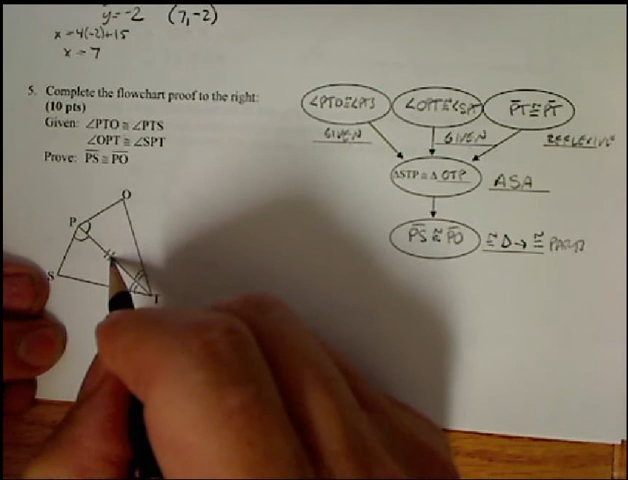 y = -2 (7,-2)
x = 4(-2)+15
x = 7
5. Complete the flowchart proof to the right:
(10 pts)
Given: ∠PTO ≅ ∠PTS
∠OPT ≅ ∠SPT
Prove: PS ≅ PO
∠PTO≅∠PTS ∠OPT≅∠SPT PT≅PT
GIVEN GIVEN REFLEXIVE
ΔSTP ≅ Δ OTP ASA
PS ≅ PO ≅ Δ → ≅ PARTS
O
P
S
T